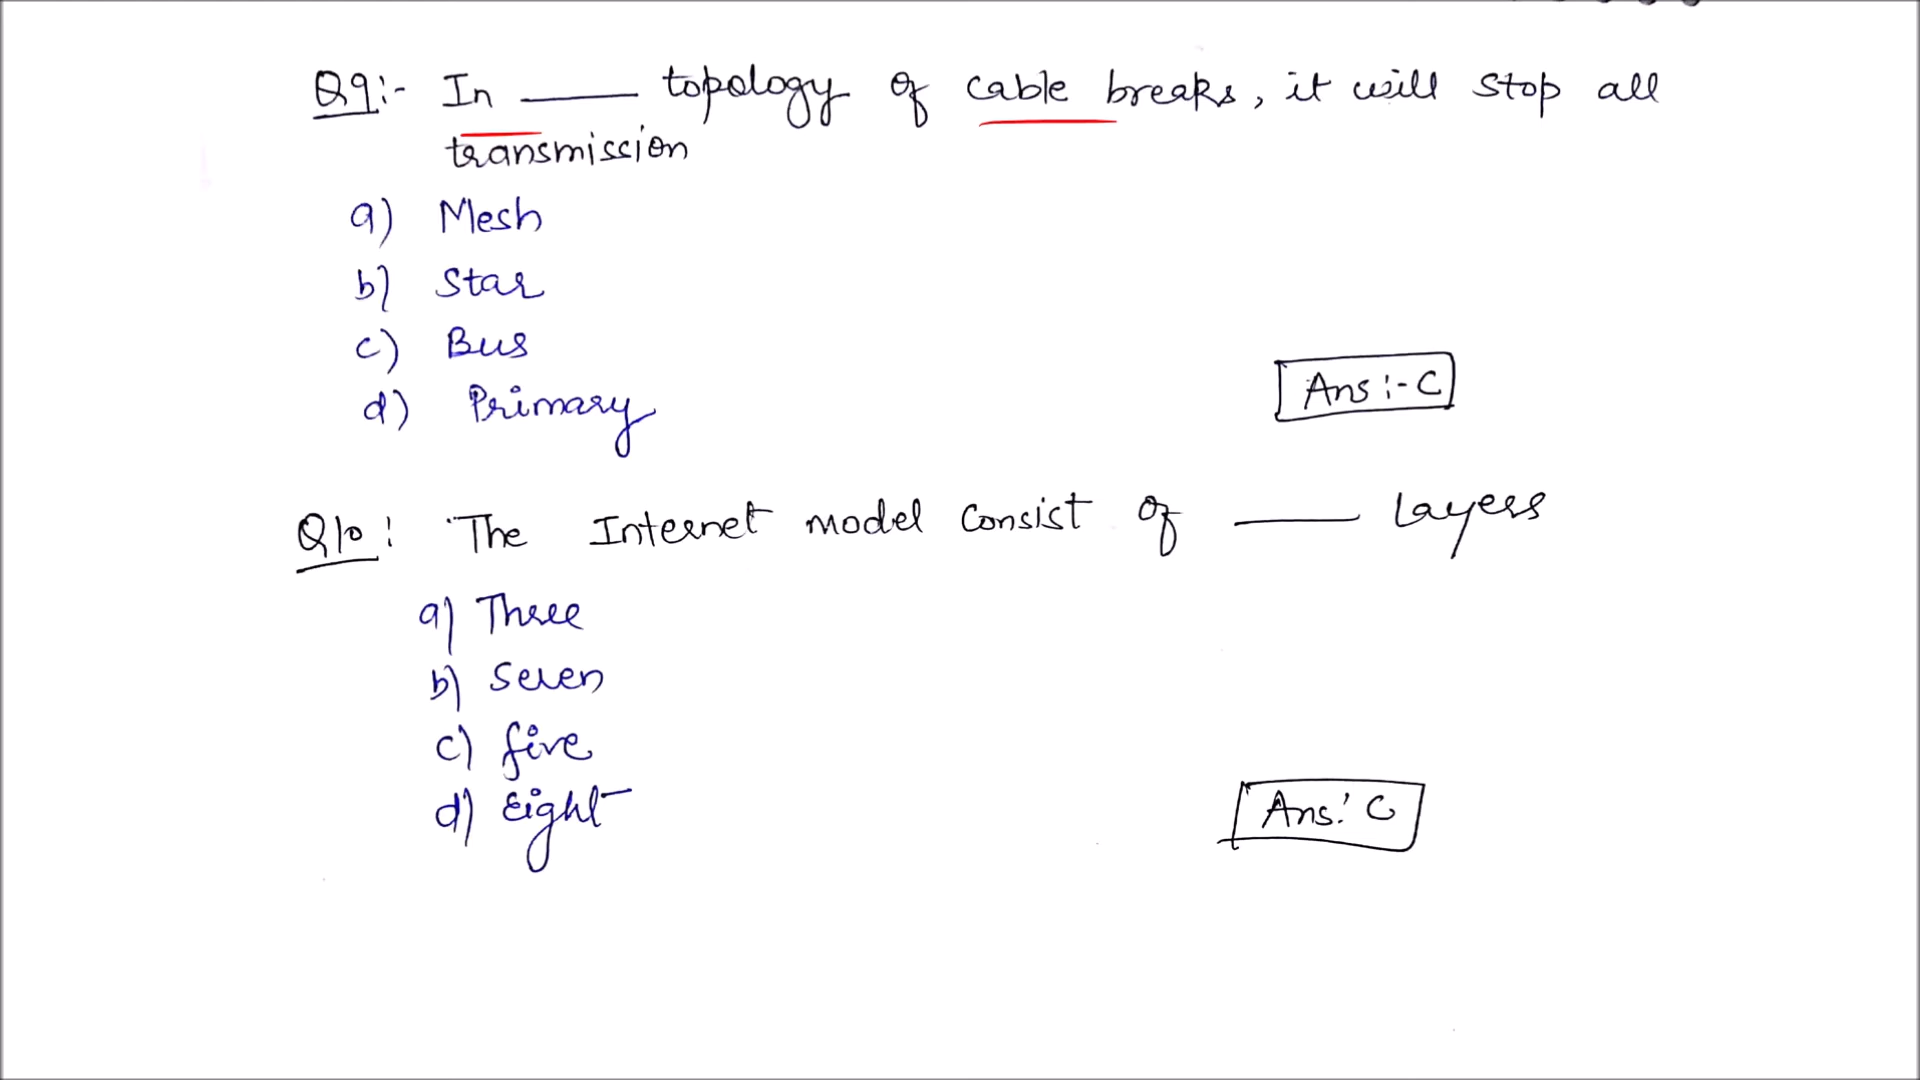 Q9:- In ____ topology of cable breaks, it will stop all
transmission
a) Mesh
b) Star
c) Bus
d) Primary
Ans:- C
Q10: The Internet model consist of ____ Layers
a) Three
b) Seven
c) five
d) Eight
Ans: C